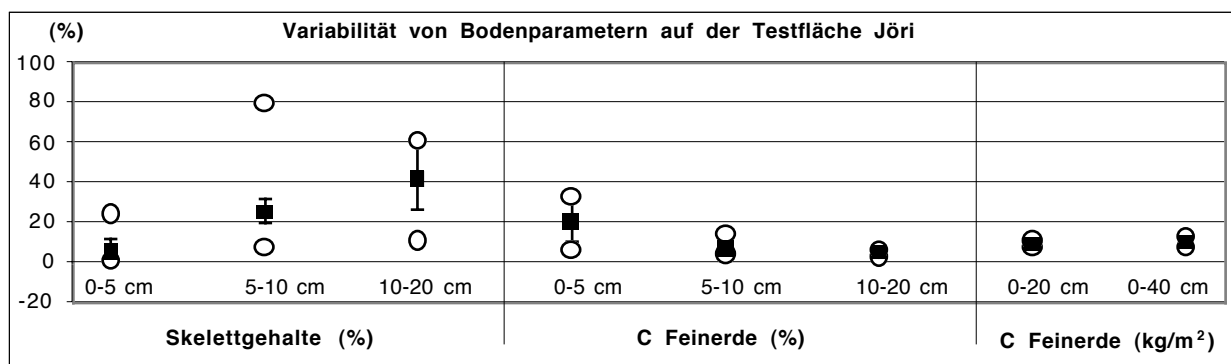 (%) Variabilität von Bodenparametern auf der Testfläche Jöri
100
80
60
40
20
0
-20
0-5 cm 5-10 cm 10-20 cm 0-5 cm 5-10 cm 10-20 cm 0-20 cm 0-40 cm
Skelettgehalte (%) C Feinerde (%) C Feinerde (kg/m²)